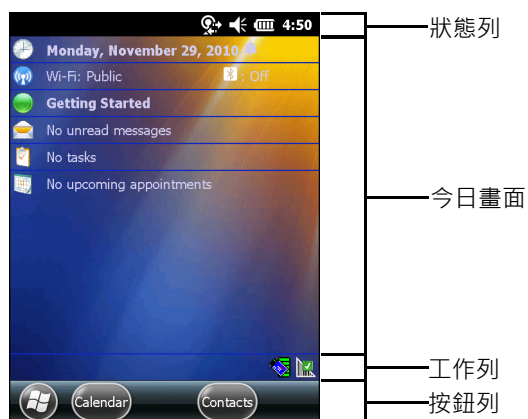 4:50
狀態列
Monday, November 29, 2010
Wi-Fi: Public : Off
Getting Started
No unread messages
No tasks
No upcoming appointments
今日畫面
工作列
Calendar Contacts
按鈕列